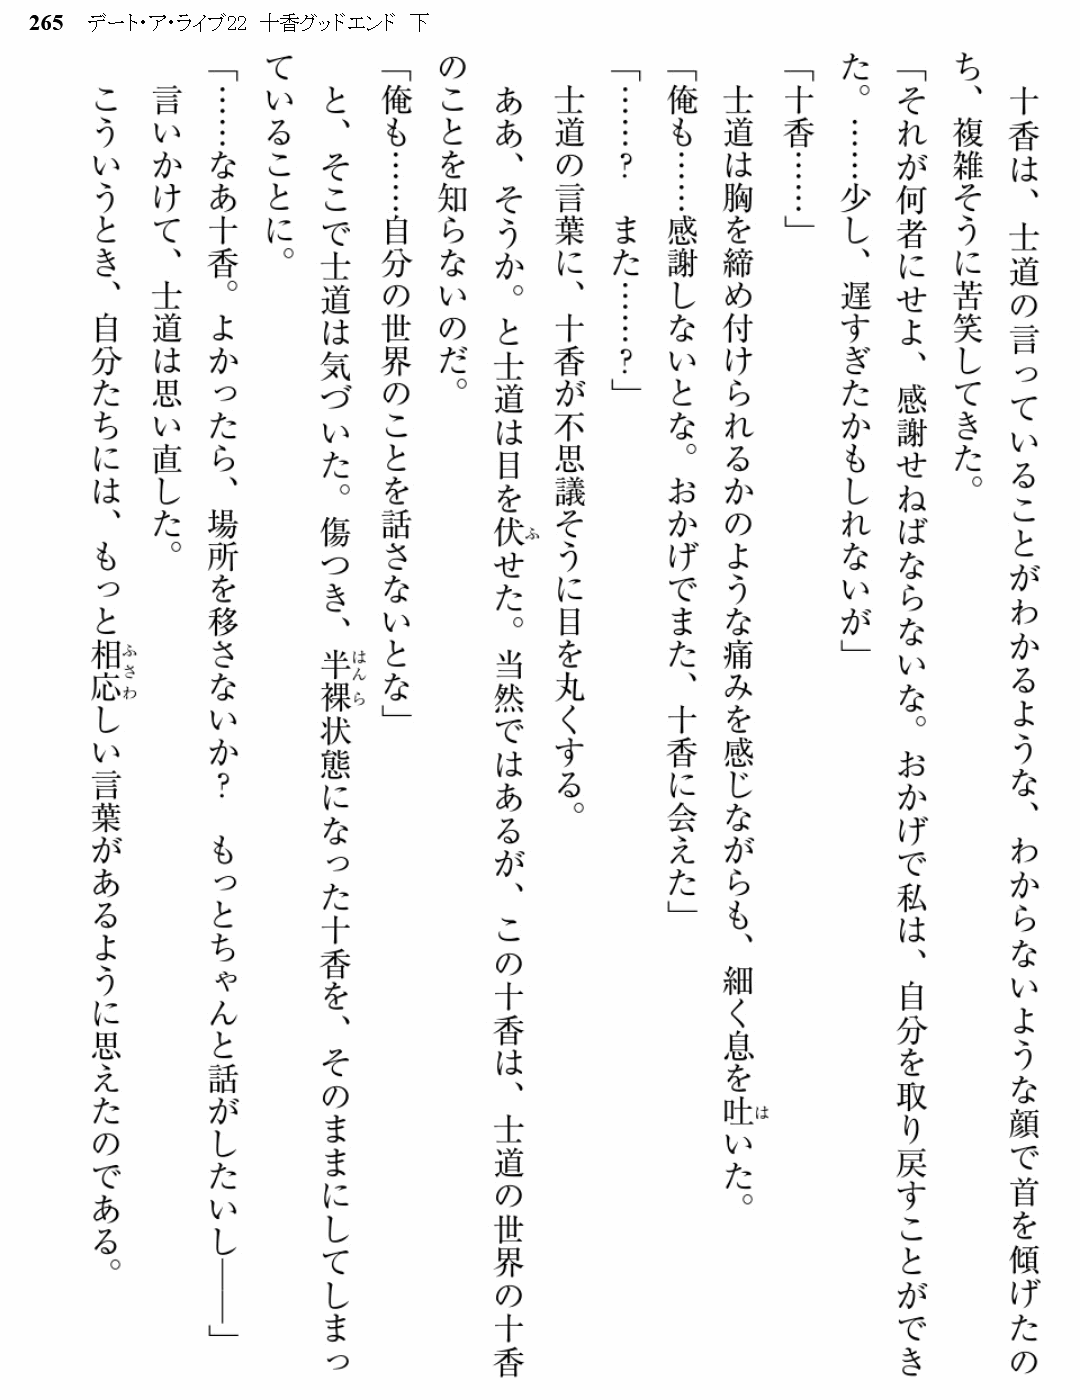 265 デート・ア・ライブ22 十香グッドエンド 下
十香は、士道の言っていることがわかるような、わからないような顔で首を傾げたの
ち、複雑そうに苦笑してきた。
「それが何者にせよ、感謝せねばならないな。おかげで私は、自分を取り戻すことができ
た。……少し、遅すぎたかもしれないが」
「十香……」
士道は胸を締め付けられるかのような痛みを感じながらも、細く息を吐いた。
「俺も……感謝しないとな。おかげでまた、十香に会えた」
「……? また……?」
士道の言葉に、十香が不思議そうに目を丸くする。
ああ、そうか。と士道は目を伏せた。当然ではあるが、この十香は、士道の世界の十香
のことを知らないのだ。
「俺も……自分の世界のことを話さないとな」
と、そこで士道は気づいた。傷つき、半裸状態になった十香を、そのままにしてしまっ
ていることに。
「……なあ十香。よかったら、場所を移さないか? もっとちゃんと話がしたいし――」
言いかけて、士道は思い直した。
こういうとき、自分たちには、もっと相応しい言葉があるように思えたのである。